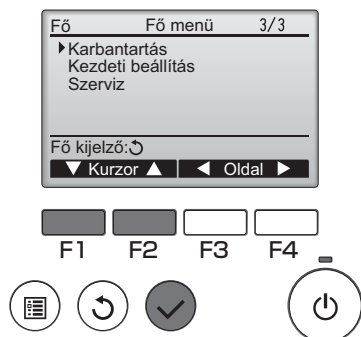 Fő Fő menü 3/3
Karbantartás
Kezdeti beállítás
Szerviz
Fő kijelző:
Kurzor Oldal
F1 F2 F3 F4